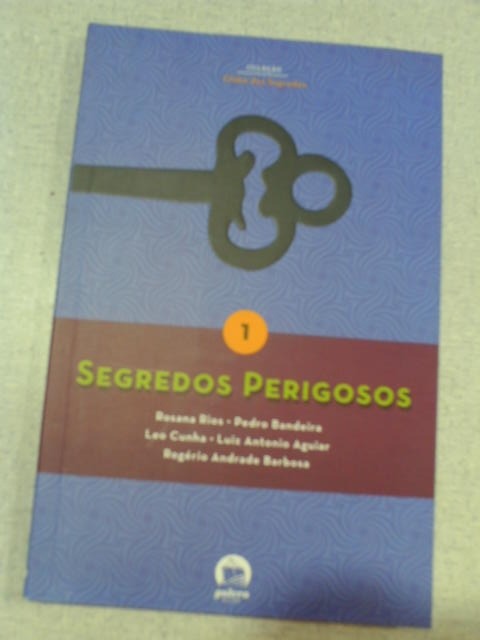 COLEÇÃO
Clube dos Segredos
1
SEGREDOS PERIGOSOS
Rosana Rios • Pedro Bandeira
Leo Cunha • Luiz Antonio Aguiar
Rogério Andrade Barbosa